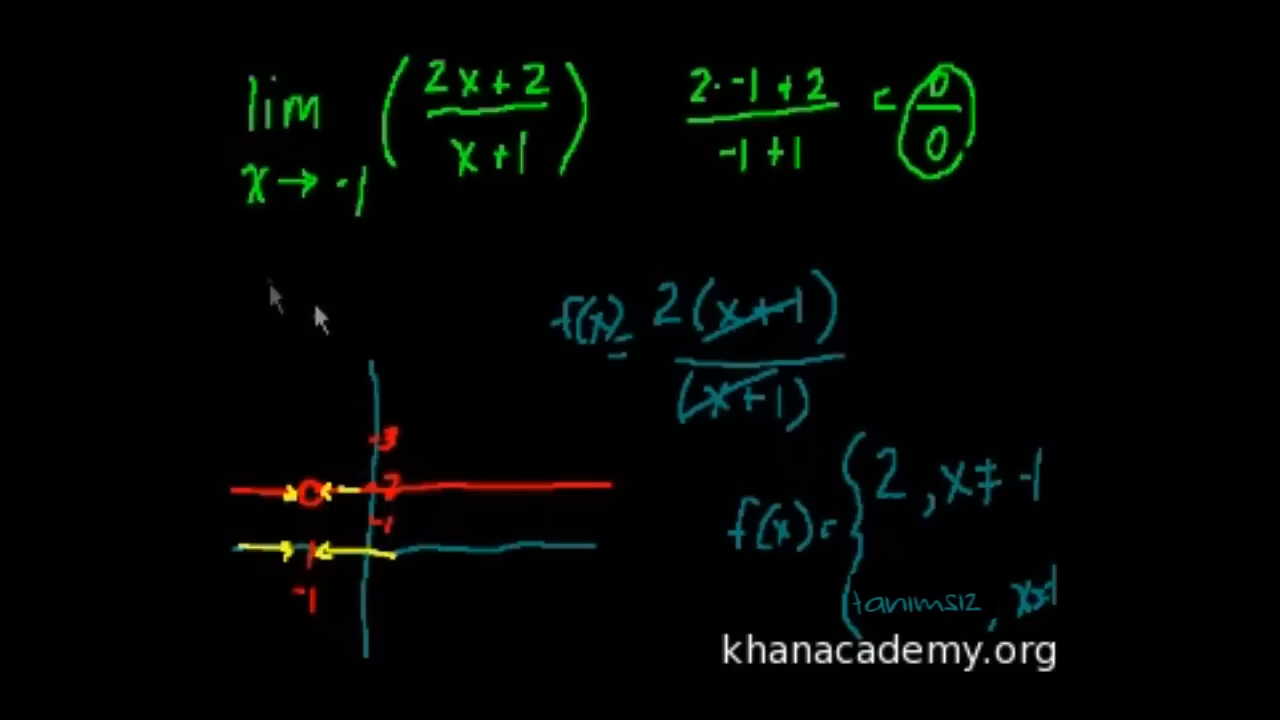 lim x → -1 ( (2x+2) / (x+1) )
(2·-1+2) / (-1+1) = 0/0
f(x) = 2(x+1) / (x+1)
-3
-2
-1
-1
f(x) = { 2 , x ≠ -1
tanımsız , x=-1
khanacademy.org